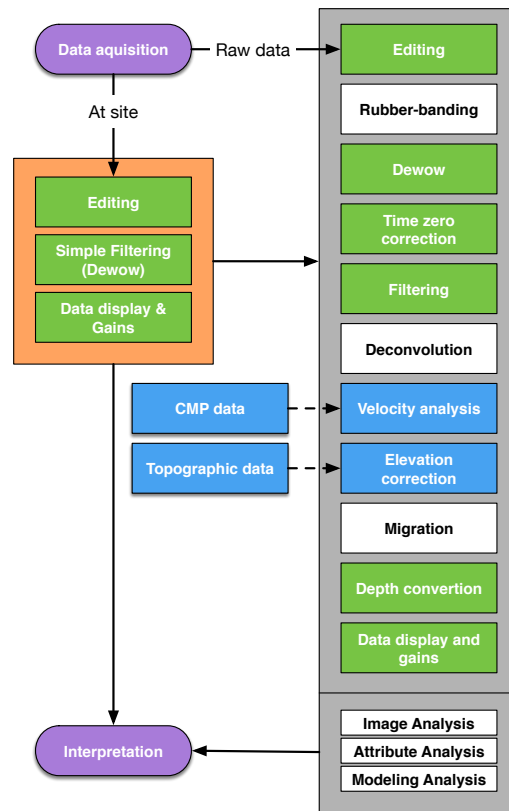 Data aquisition
Raw data
Editing
At site
Rubber-banding
Editing
Dewow
Simple Filtering
(Dewow)
Time zero
correction
Data display &
Gains
Filtering
Deconvolution
CMP data
Velocity analysis
Topographic data
Elevation
correction
Migration
Depth convertion
Data display and
gains
Image Analysis
Attribute Analysis
Modeling Analysis
Interpretation